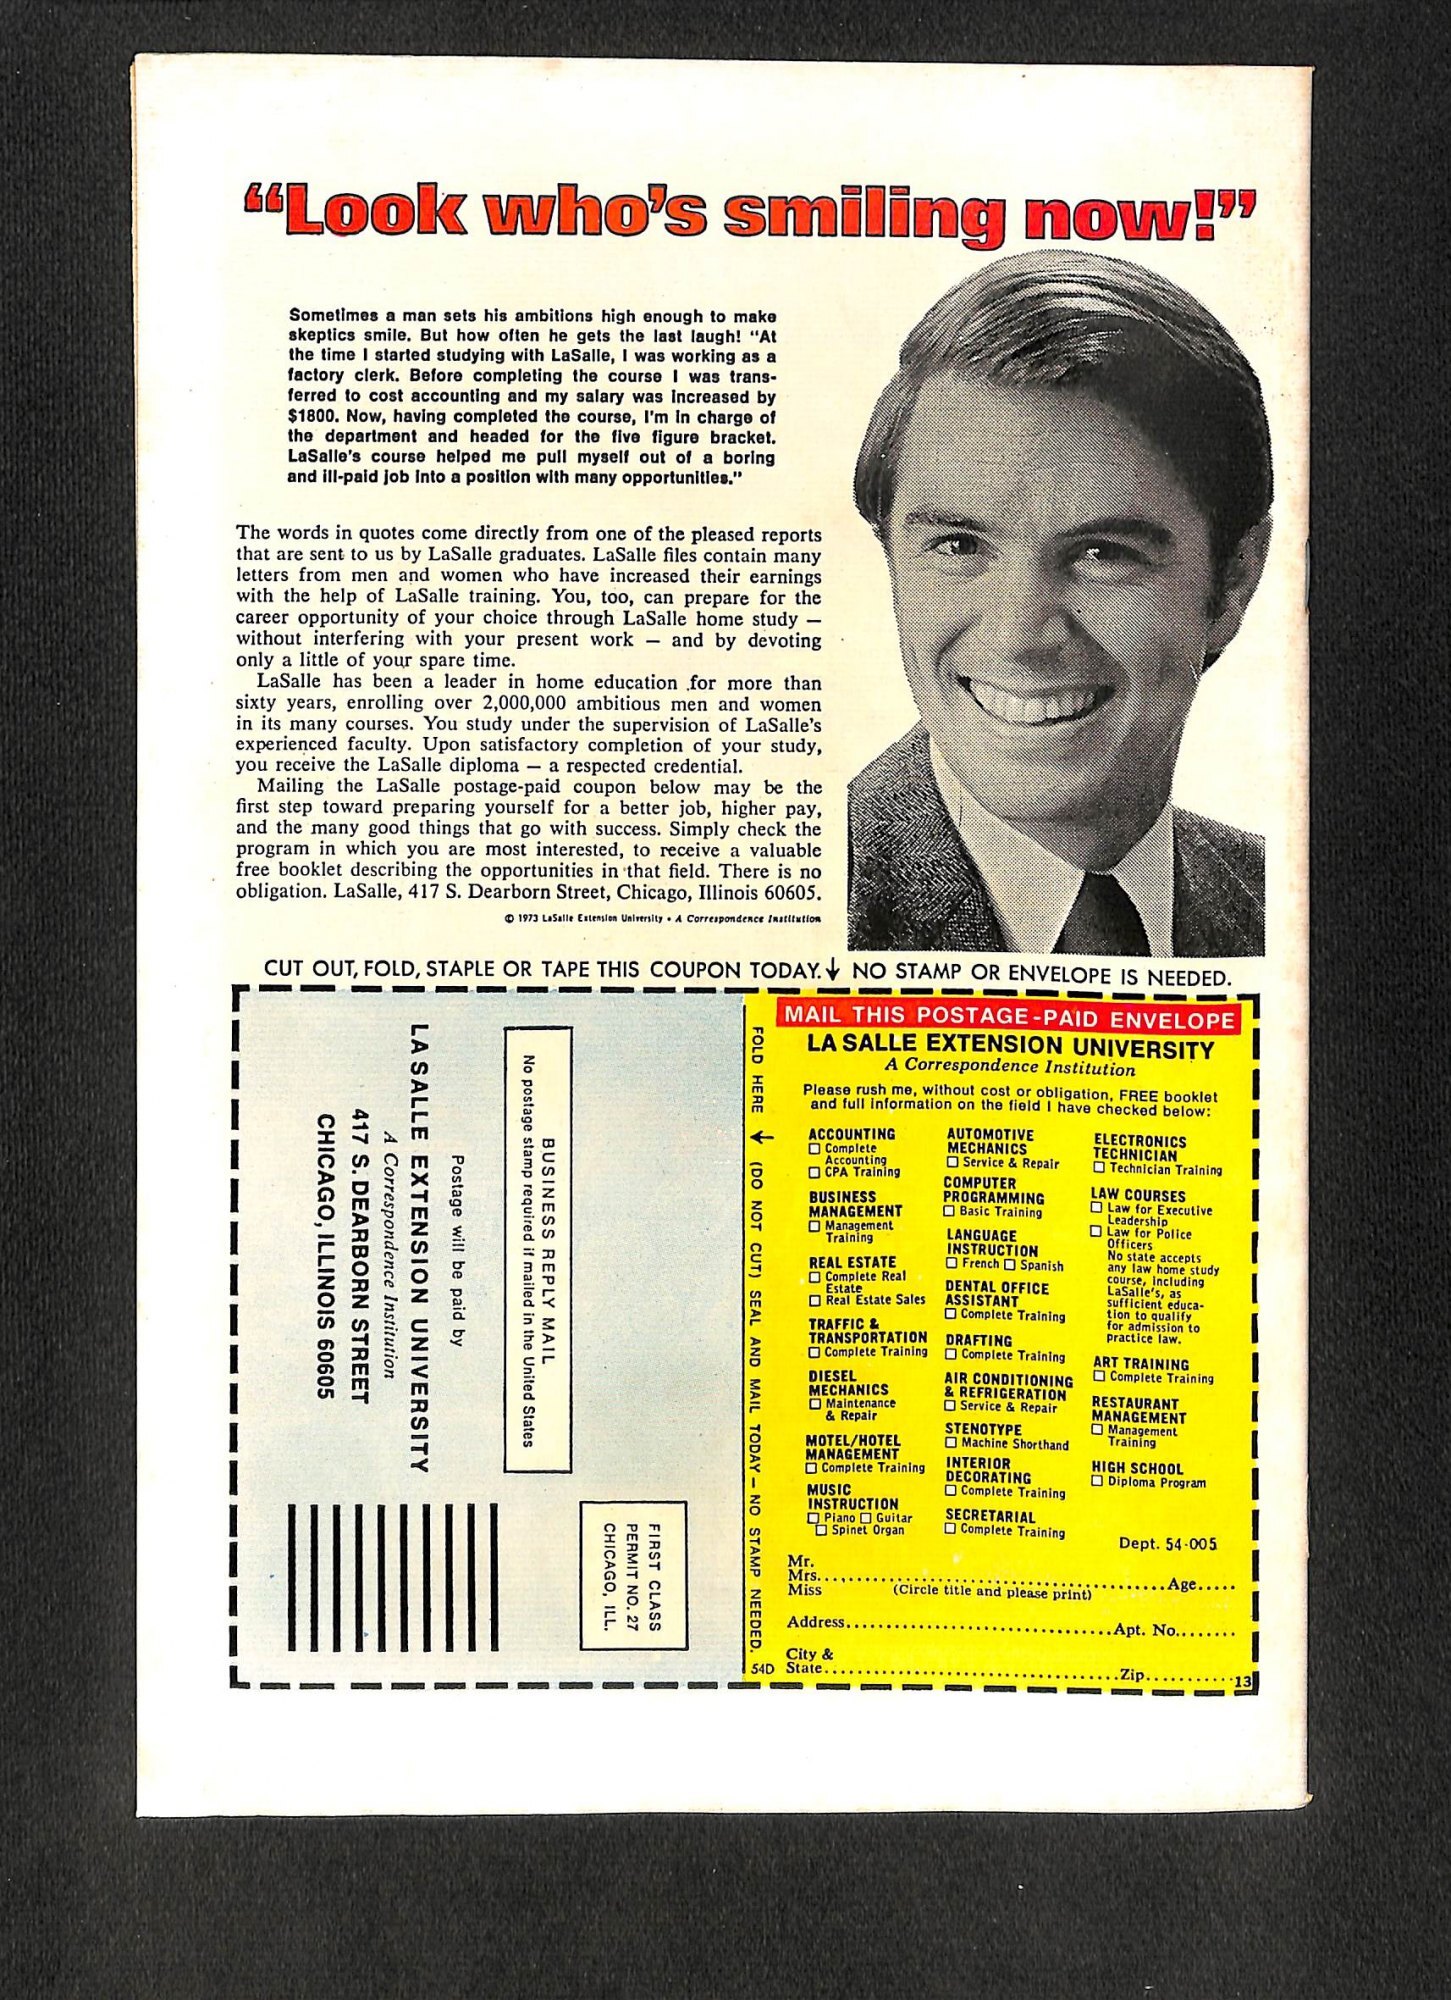 “Look who’s smiling now!”
Sometimes a man sets his ambitions high enough to make
skeptics smile. But how often he gets the last laugh! “At
the time I started studying with LaSalle, I was working as a
factory clerk. Before completing the course I was trans-
ferred to cost accounting and my salary was increased by
$1800. Now, having completed the course, I’m in charge of
the department and headed for the five figure bracket.
LaSalle’s course helped me pull myself out of a boring
and ill-paid job into a position with many opportunities.”
The words in quotes come directly from one of the pleased reports
that are sent to us by LaSalle graduates. LaSalle files contain many
letters from men and women who have increased their earnings
with the help of LaSalle training. You, too, can prepare for the
career opportunity of your choice through LaSalle home study —
without interfering with your present work — and by devoting
only a little of your spare time.
LaSalle has been a leader in home education for more than
sixty years, enrolling over 2,000,000 ambitious men and women
in its many courses. You study under the supervision of LaSalle’s
experienced faculty. Upon satisfactory completion of your study,
you receive the LaSalle diploma — a respected credential.
Mailing the LaSalle postage-paid coupon below may be the
first step toward preparing yourself for a better job, higher pay,
and the many good things that go with success. Simply check the
program in which you are most interested, to receive a valuable
free booklet describing the opportunities in that field. There is no
obligation. LaSalle, 417 S. Dearborn Street, Chicago, Illinois 60605.
© 1973 LaSalle Extension University • A Correspondence Institution
CUT OUT, FOLD, STAPLE OR TAPE THIS COUPON TODAY. ↓ NO STAMP OR ENVELOPE IS NEEDED.
FIRST CLASS
PERMIT NO. 27
CHICAGO, ILL.
BUSINESS REPLY MAIL
No postage stamp required if mailed in the United States
Postage will be paid by
LA SALLE EXTENSION UNIVERSITY
A Correspondence Institution
417 S. DEARBORN STREET
CHICAGO, ILLINOIS 60605
FOLD HERE → (DO NOT CUT) SEAL AND MAIL TODAY — NO STAMP NEEDED.
54D
MAIL THIS POSTAGE-PAID ENVELOPE
LA SALLE EXTENSION UNIVERSITY
A Correspondence Institution
Please rush me, without cost or obligation, FREE booklet
and full information on the field I have checked below:
ACCOUNTING
☐ Complete
Accounting
☐ CPA Training
BUSINESS
MANAGEMENT
☐ Management
Training
REAL ESTATE
☐ Complete Real
Estate
☐ Real Estate Sales
TRAFFIC &
TRANSPORTATION
☐ Complete Training
DIESEL
MECHANICS
☐ Maintenance
& Repair
MOTEL/HOTEL
MANAGEMENT
☐ Complete Training
MUSIC
INSTRUCTION
☐ Piano ☐ Guitar
☐ Spinet Organ
AUTOMOTIVE
MECHANICS
☐ Service & Repair
COMPUTER
PROGRAMMING
☐ Basic Training
LANGUAGE
INSTRUCTION
☐ French ☐ Spanish
DENTAL OFFICE
ASSISTANT
☐ Complete Training
DRAFTING
☐ Complete Training
AIR CONDITIONING
& REFRIGERATION
☐ Service & Repair
STENOTYPE
☐ Machine Shorthand
INTERIOR
DECORATING
☐ Complete Training
SECRETARIAL
☐ Complete Training
ELECTRONICS
TECHNICIAN
☐ Technician Training
LAW COURSES
☐ Law for Executive
Leadership
☐ Law for Police
Officers
No state accepts
any law home study
course, including
LaSalle’s, as
sufficient educa-
tion to qualify
for admission to
practice law.
ART TRAINING
☐ Complete Training
RESTAURANT
MANAGEMENT
☐ Management
Training
HIGH SCHOOL
☐ Diploma Program
Dept. 54-005
Mr.
Mrs. Age
Miss (Circle title and please print)
Address Apt. No.
City &
State Zip
13